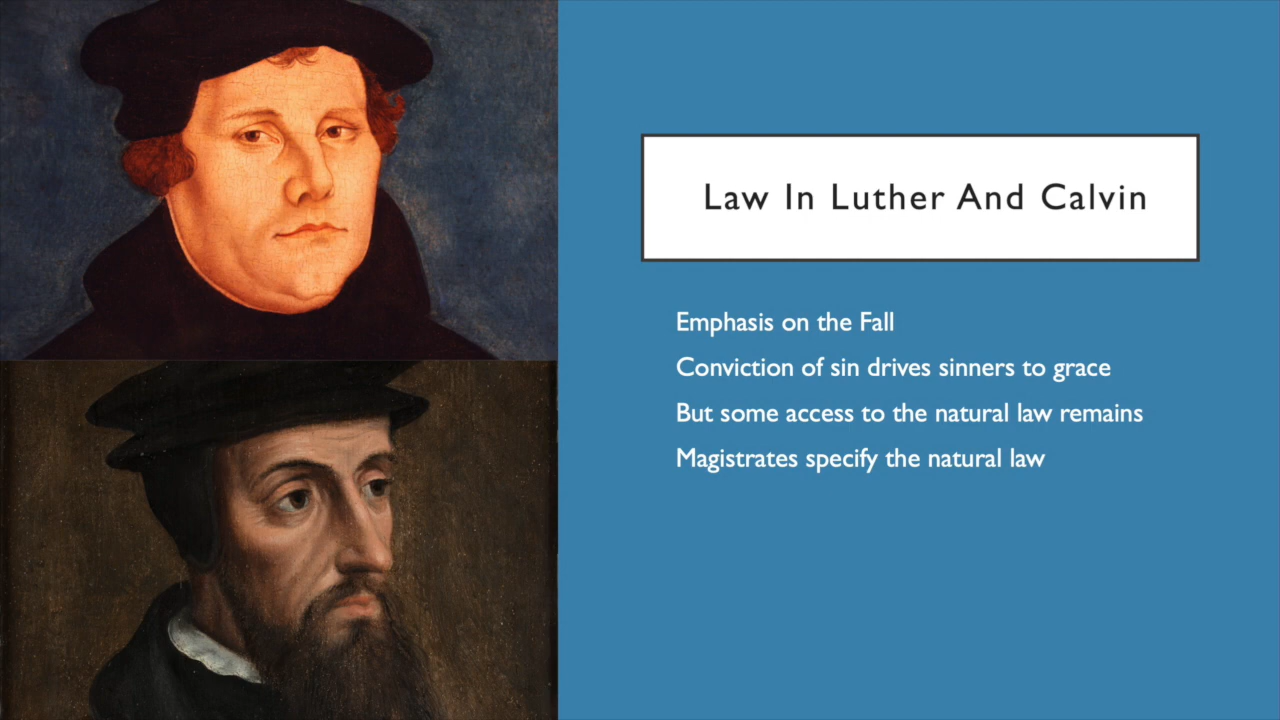 Law In Luther And Calvin
Emphasis on the Fall
Conviction of sin drives sinners to grace
But some access to the natural law remains
Magistrates specify the natural law